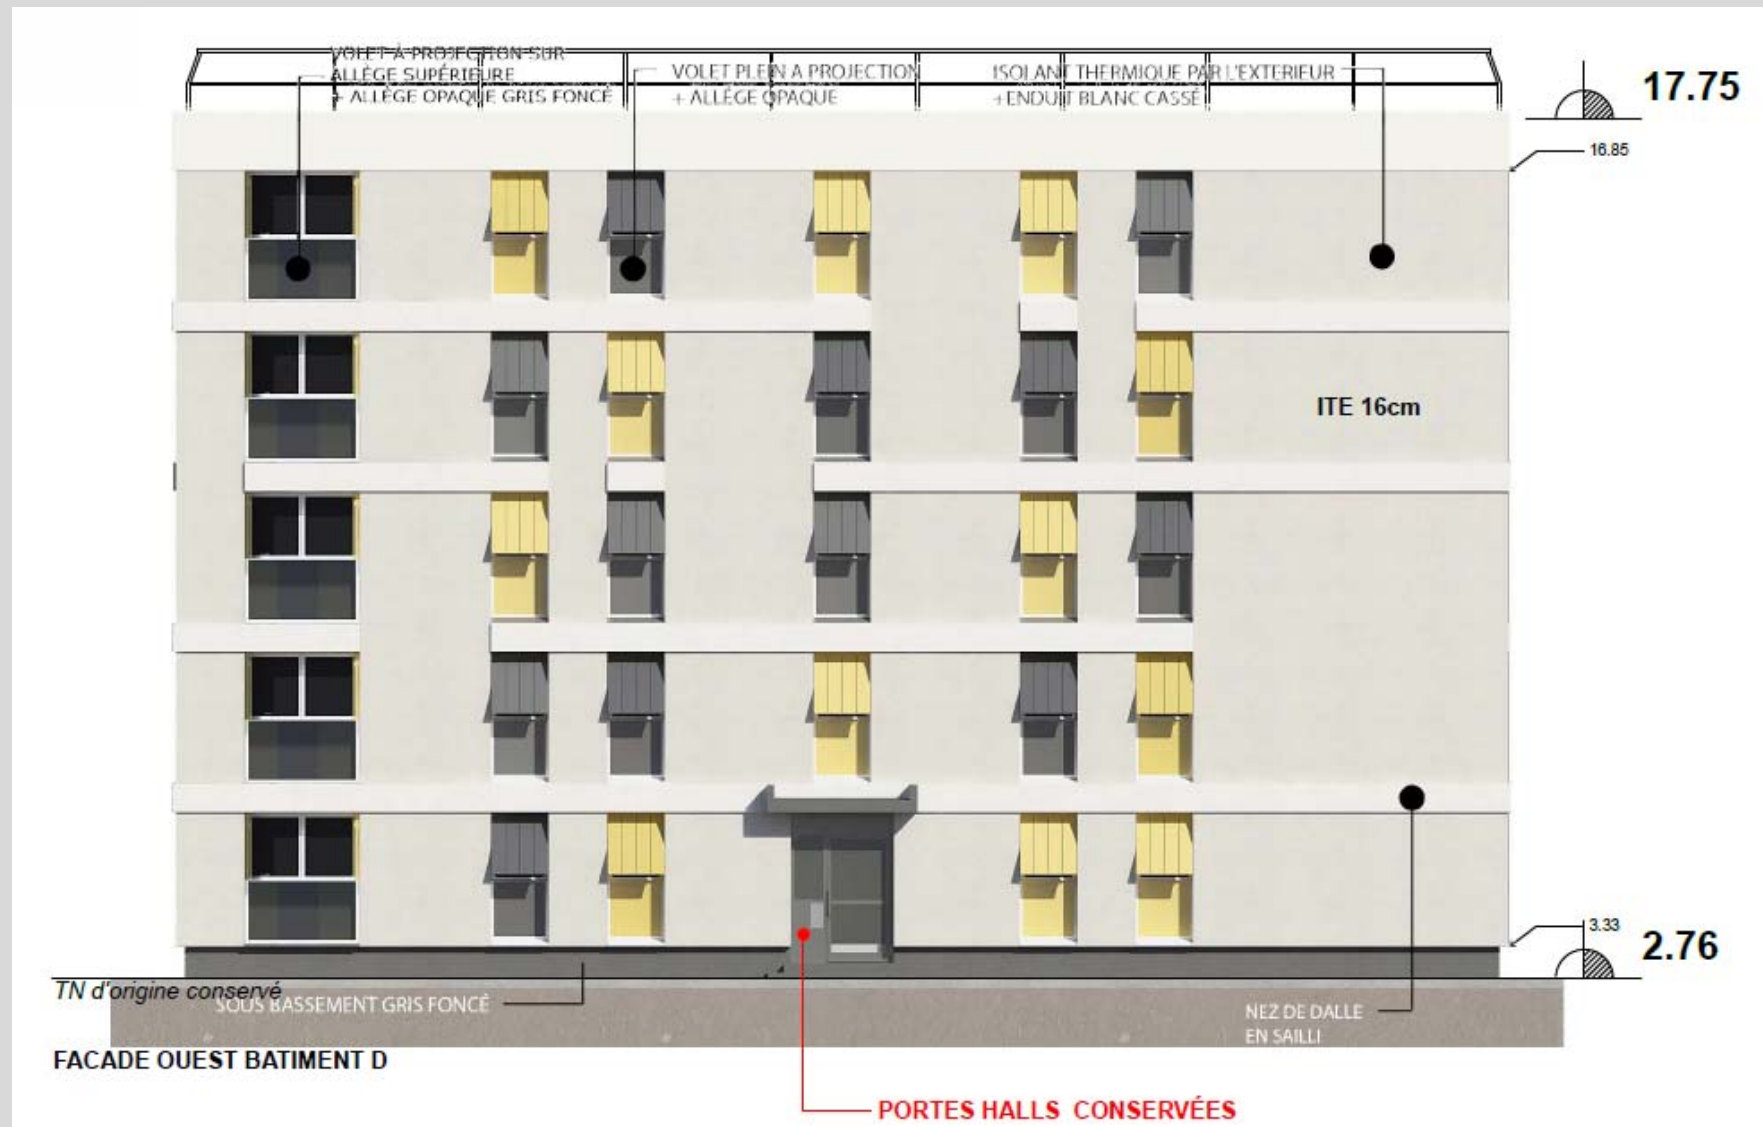 VOLET À PROJECTION SUR
ALLÈGE SUPÉRIEURE
+ ALLÈGE OPAQUE GRIS FONCÉ
VOLET PLEIN A PROJECTION
+ ALLÈGE OPAQUE
ISOLANT THERMIQUE PAR L'EXTERIEUR
+ENDUIT BLANC CASSÉ
17.75
16.85
ITE 16cm
3.33
2.76
TN d'origine conservé
SOUS BASSEMENT GRIS FONCÉ
NEZ DE DALLE
EN SAILLI
FACADE OUEST BATIMENT D
PORTES HALLS CONSERVÉES